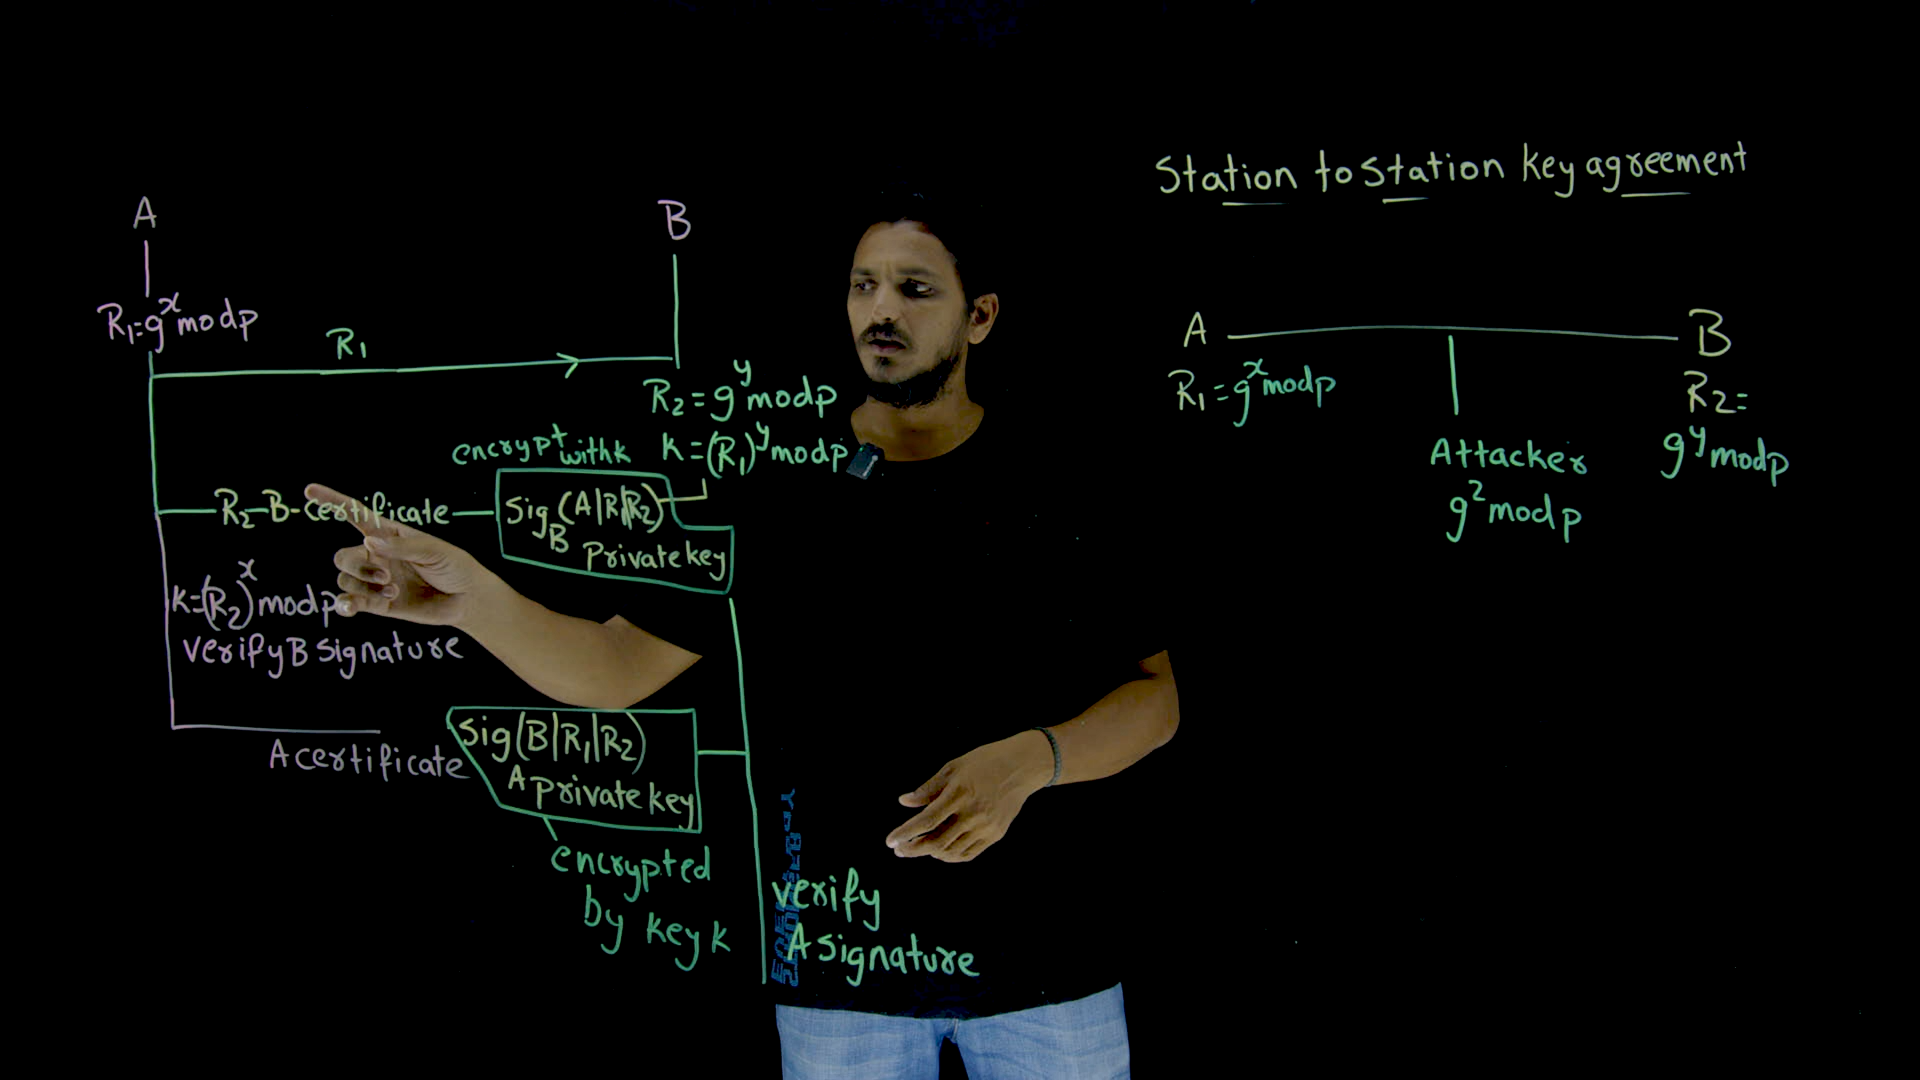 Station to Station key agreement
A
B
R1=g^x mod p
R1
R2=g^y mod p
encrypt with k
K=(R1)^y mod p
R2-B-certificate
Sig B (A|R1|R2)
Private key
K=(R2)^x mod p
verify B signature
A certificate
Sig(B|R1|R2)
A private key
encrypted
by key k
verify
A signature
A
B
R1=g^x mod p
R2=
g^y mod p
Attacker
g^2 mod p